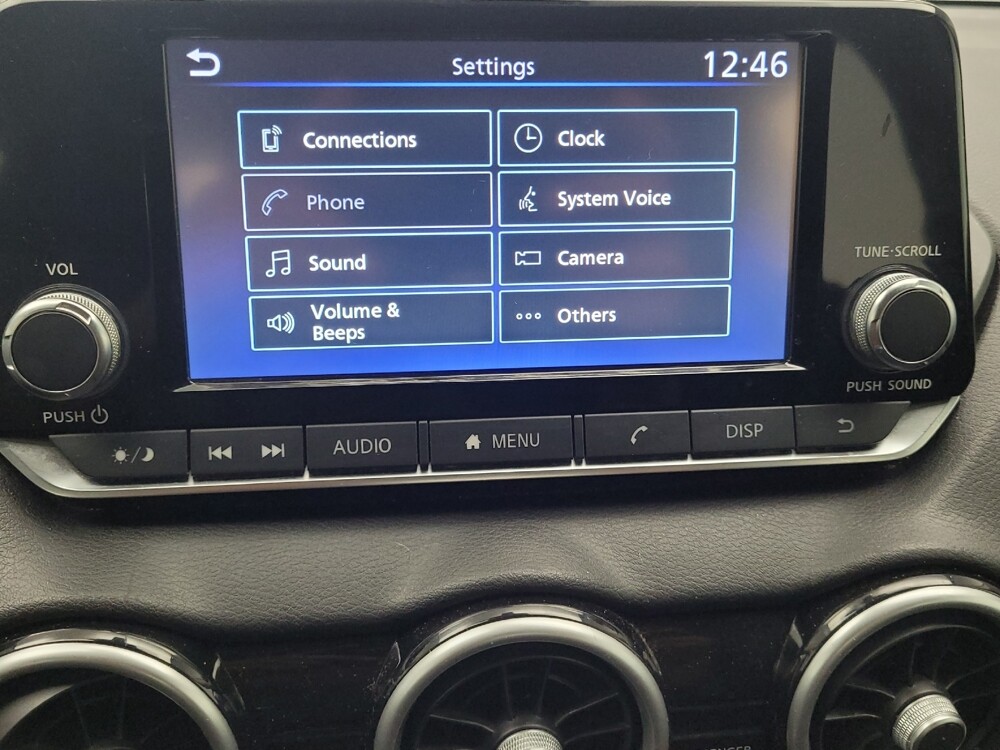 Settings
12:46
Connections
Clock
Phone
System Voice
Sound
Camera
Volume &
Beeps
Others
VOL
TUNE·SCROLL
PUSH
PUSH SOUND
AUDIO
MENU
DISP